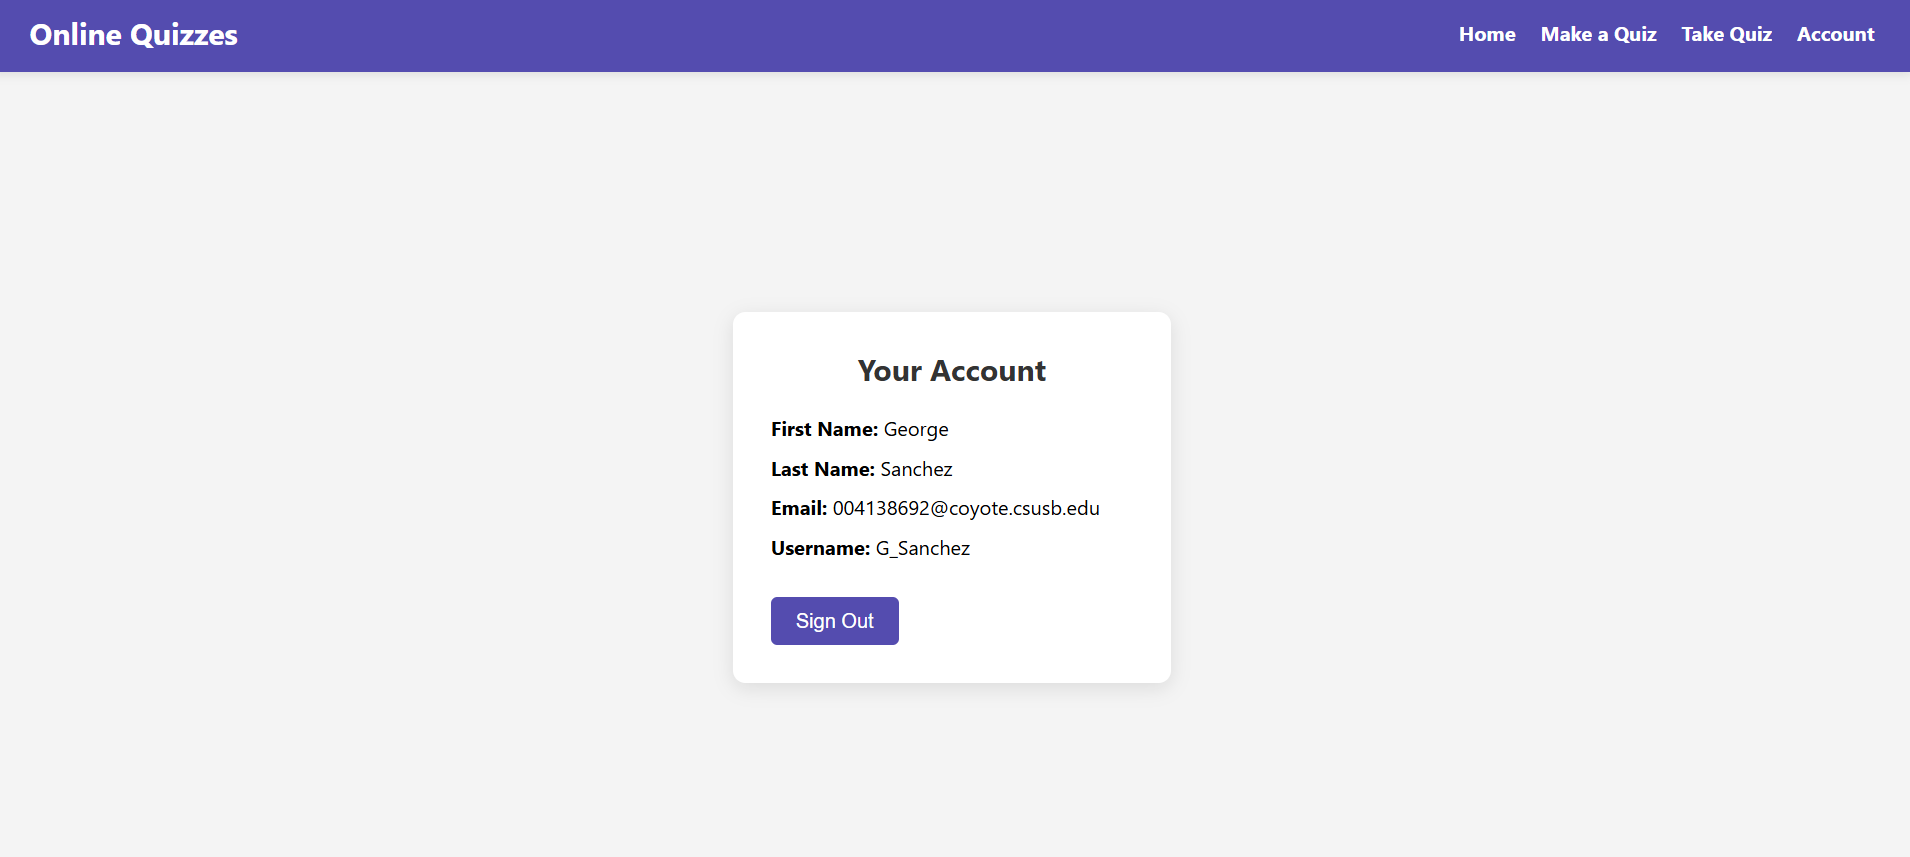 Online Quizzes
Home Make a Quiz Take Quiz Account
Your Account
First Name: George
Last Name: Sanchez
Email: 004138692@coyote.csusb.edu
Username: G_Sanchez
Sign Out